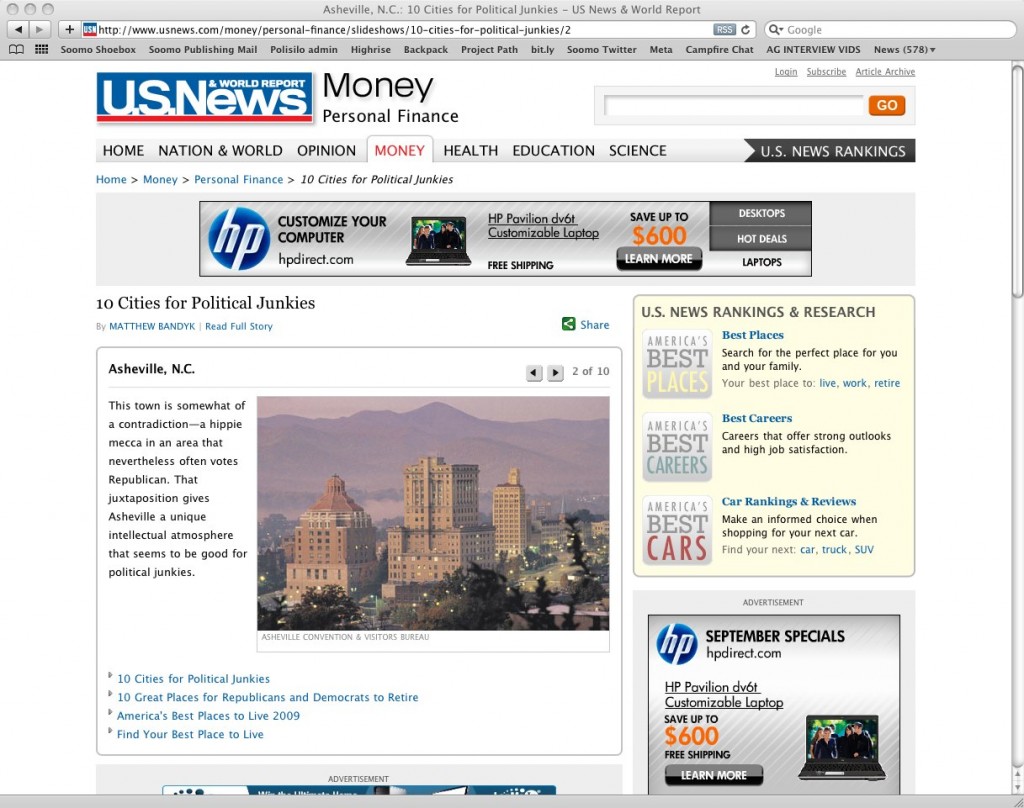 Asheville, N.C.: 10 Cities for Political Junkies – US News & World Report
http://www.usnews.com/money/personal-finance/slideshows/10-cities-for-political-junkies/2
RSS
Google
Soomo Shoebox Soomo Publishing Mail Polisilo admin Highrise Backpack Project Path bit.ly Soomo Twitter Meta Campfire Chat AG INTERVIEW VIDS News (578)
Login Subscribe Article Archive
U.S.News & WORLD REPORT
Money
Personal Finance
GO
HOME NATION & WORLD OPINION MONEY HEALTH EDUCATION SCIENCE U.S. NEWS RANKINGS
Home > Money > Personal Finance > 10 Cities for Political Junkies
hp
CUSTOMIZE YOUR
COMPUTER
hpdirect.com
HP Pavilion dv6t
Customizable Laptop
FREE SHIPPING
SAVE UP TO
$600
LEARN MORE
DESKTOPS
HOT DEALS
LAPTOPS
10 Cities for Political Junkies
By MATTHEW BANDYK | Read Full Story
Share
Asheville, N.C.
2 of 10
This town is somewhat of
a contradiction—a hippie
mecca in an area that
nevertheless often votes
Republican. That
juxtaposition gives
Asheville a unique
intellectual atmosphere
that seems to be good for
political junkies.
ASHEVILLE CONVENTION & VISITORS BUREAU
10 Cities for Political Junkies
10 Great Places for Republicans and Democrats to Retire
America's Best Places to Live 2009
Find Your Best Place to Live
ADVERTISEMENT
Win the Ultimate Home
U.S. NEWS RANKINGS & RESEARCH
AMERICA'S
BEST
PLACES
Best Places
Search for the perfect place for you
and your family.
Your best place to: live, work, retire
AMERICA'S
BEST
CAREERS
Best Careers
Careers that offer strong outlooks
and high job satisfaction.
AMERICA'S
BEST
CARS
Car Rankings & Reviews
Make an informed choice when
shopping for your next car.
Find your next: car, truck, SUV
ADVERTISEMENT
hp
SEPTEMBER SPECIALS
hpdirect.com
HP Pavilion dv6t
Customizable Laptop
SAVE UP TO
$600
FREE SHIPPING
LEARN MORE